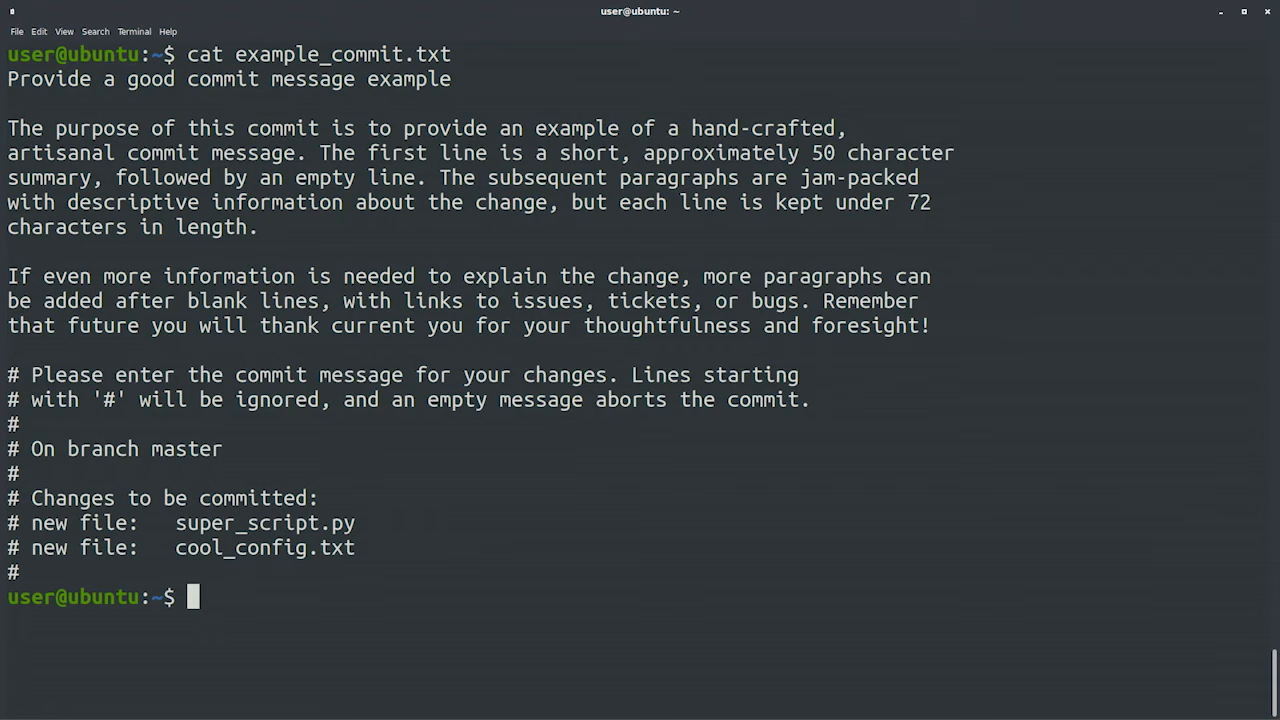 user@ubuntu: ~
File Edit View Search Terminal Help
user@ubuntu:~$ cat example_commit.txt
Provide a good commit message example

The purpose of this commit is to provide an example of a hand-crafted,
artisanal commit message. The first line is a short, approximately 50 character
summary, followed by an empty line. The subsequent paragraphs are jam-packed
with descriptive information about the change, but each line is kept under 72
characters in length.

If even more information is needed to explain the change, more paragraphs can
be added after blank lines, with links to issues, tickets, or bugs. Remember
that future you will thank current you for your thoughtfulness and foresight!

# Please enter the commit message for your changes. Lines starting
# with '#' will be ignored, and an empty message aborts the commit.
#
# On branch master
#
# Changes to be committed:
# new file:   super_script.py
# new file:   cool_config.txt
#
user@ubuntu:~$